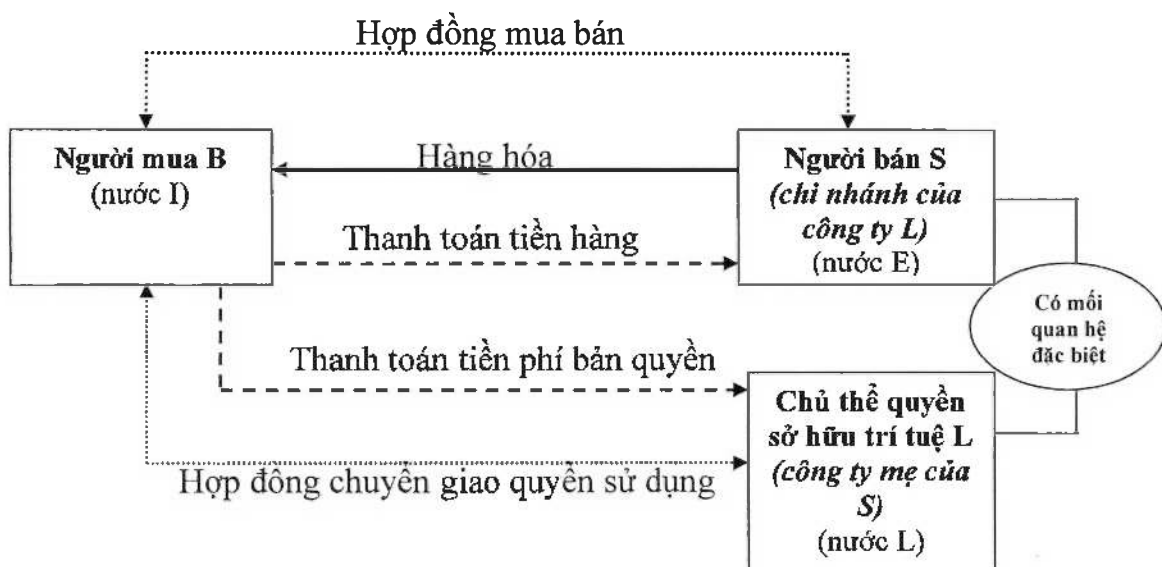 Hợp đồng mua bán
Người mua B
(nước I)
Hàng hóa
Người bán S
(chi nhánh của
công ty L)
(nước E)
Thanh toán tiền hàng
Có mối
quan hệ
đặc biệt
Thanh toán tiền phí bản quyền
Chủ thể quyền
sở hữu trí tuệ L
(công ty mẹ của
S)
(nước L)
Hợp đồng chuyển giao quyền sử dụng